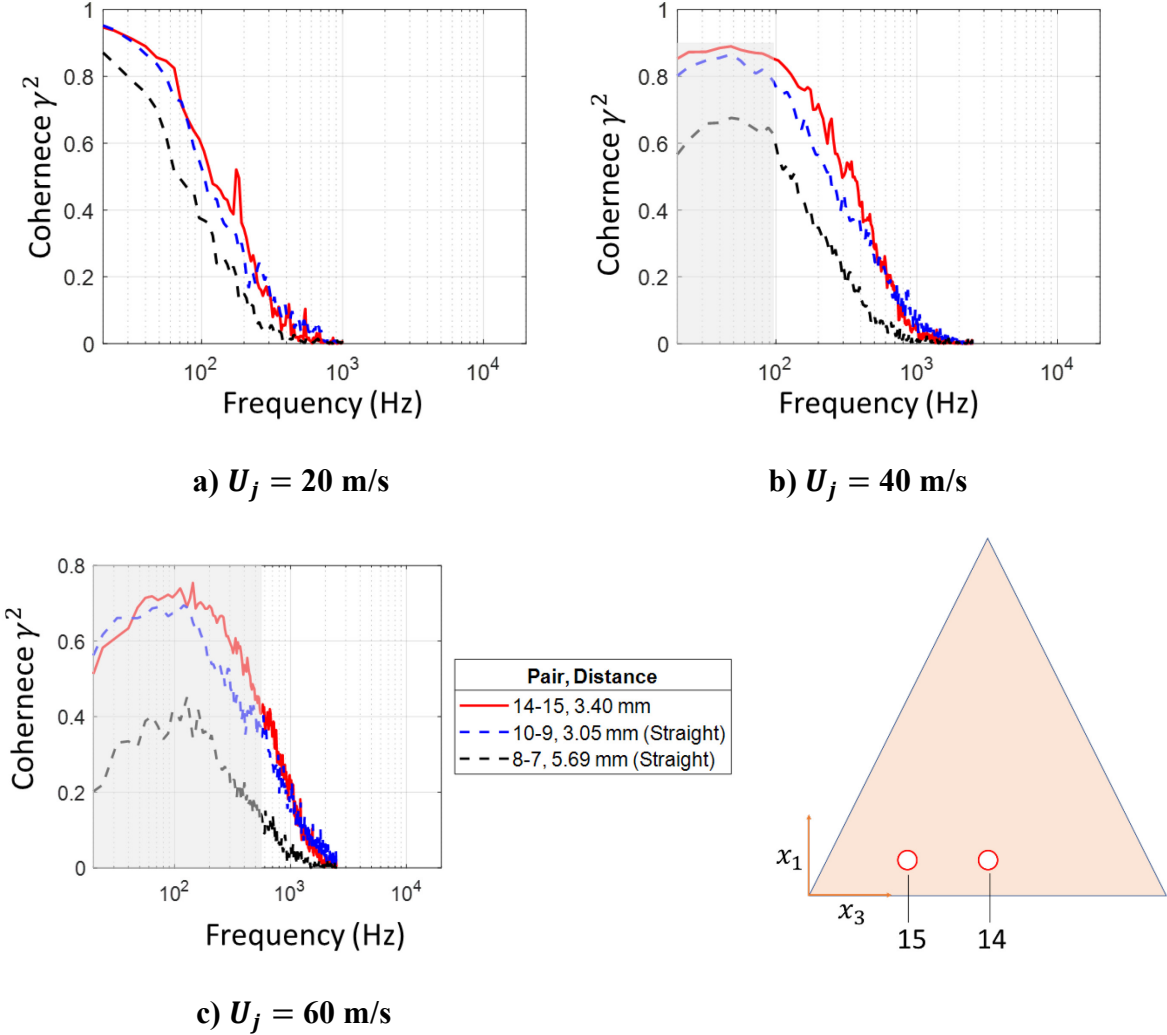 1
0.8
0.6
0.4
0.2
0
Cohernece γ²
10² 10³ 10⁴
Frequency (Hz)
a) U_j = 20 m/s
1
0.8
0.6
0.4
0.2
0
Cohernece γ²
10² 10³ 10⁴
Frequency (Hz)
b) U_j = 40 m/s
0.8
0.6
0.4
0.2
0
Cohernece γ²
10² 10³ 10⁴
Frequency (Hz)
c) U_j = 60 m/s
Pair, Distance
14-15, 3.40 mm
10-9, 3.05 mm (Straight)
8-7, 5.69 mm (Straight)
x₁
x₃
15 14